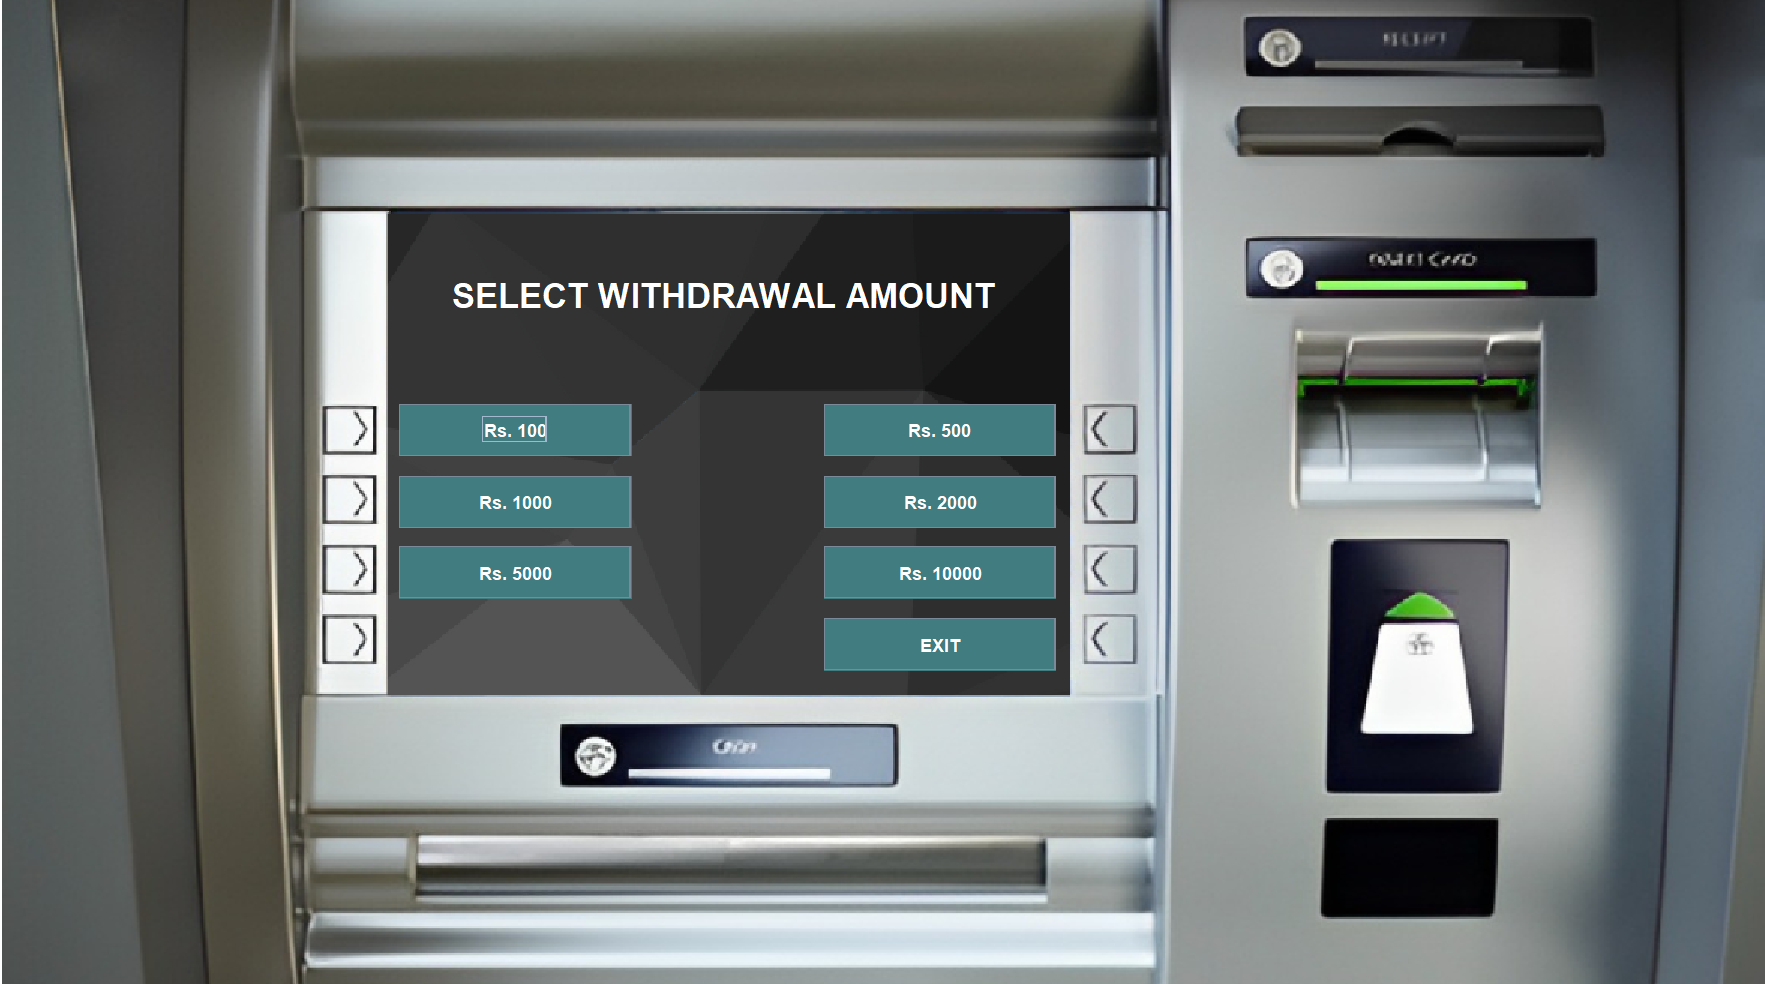 SELECT WITHDRAWAL AMOUNT
Rs. 100
Rs. 500
Rs. 1000
Rs. 2000
Rs. 5000
Rs. 10000
EXIT